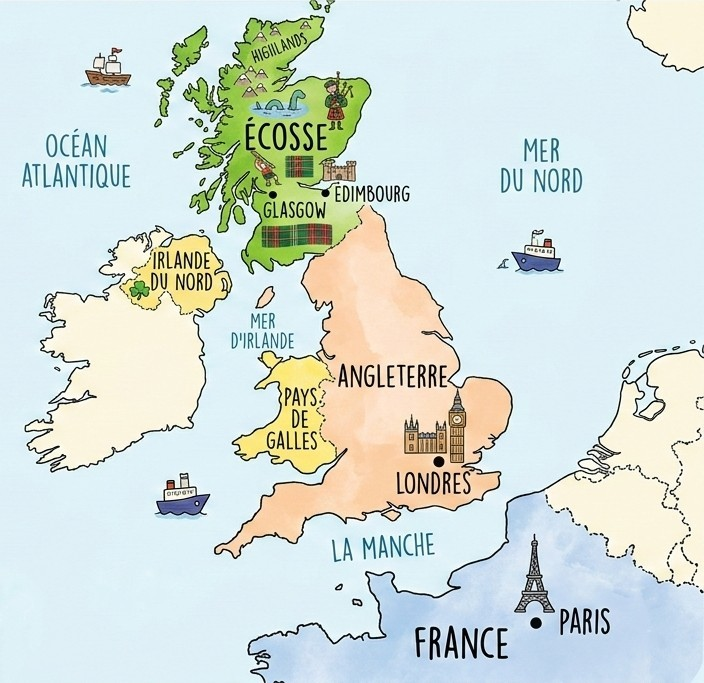 HIGIILANDS
ÉCOSSE
OCÉAN
ATLANTIQUE
MER
DU NORD
ÉDIMBOURG
GLASGOW
IRLANDE
DU NORD
MER
D'IRLANDE
ANGLETERRE
PAYS
DE
GALLES
LONDRES
LA MANCHE
PARIS
FRANCE